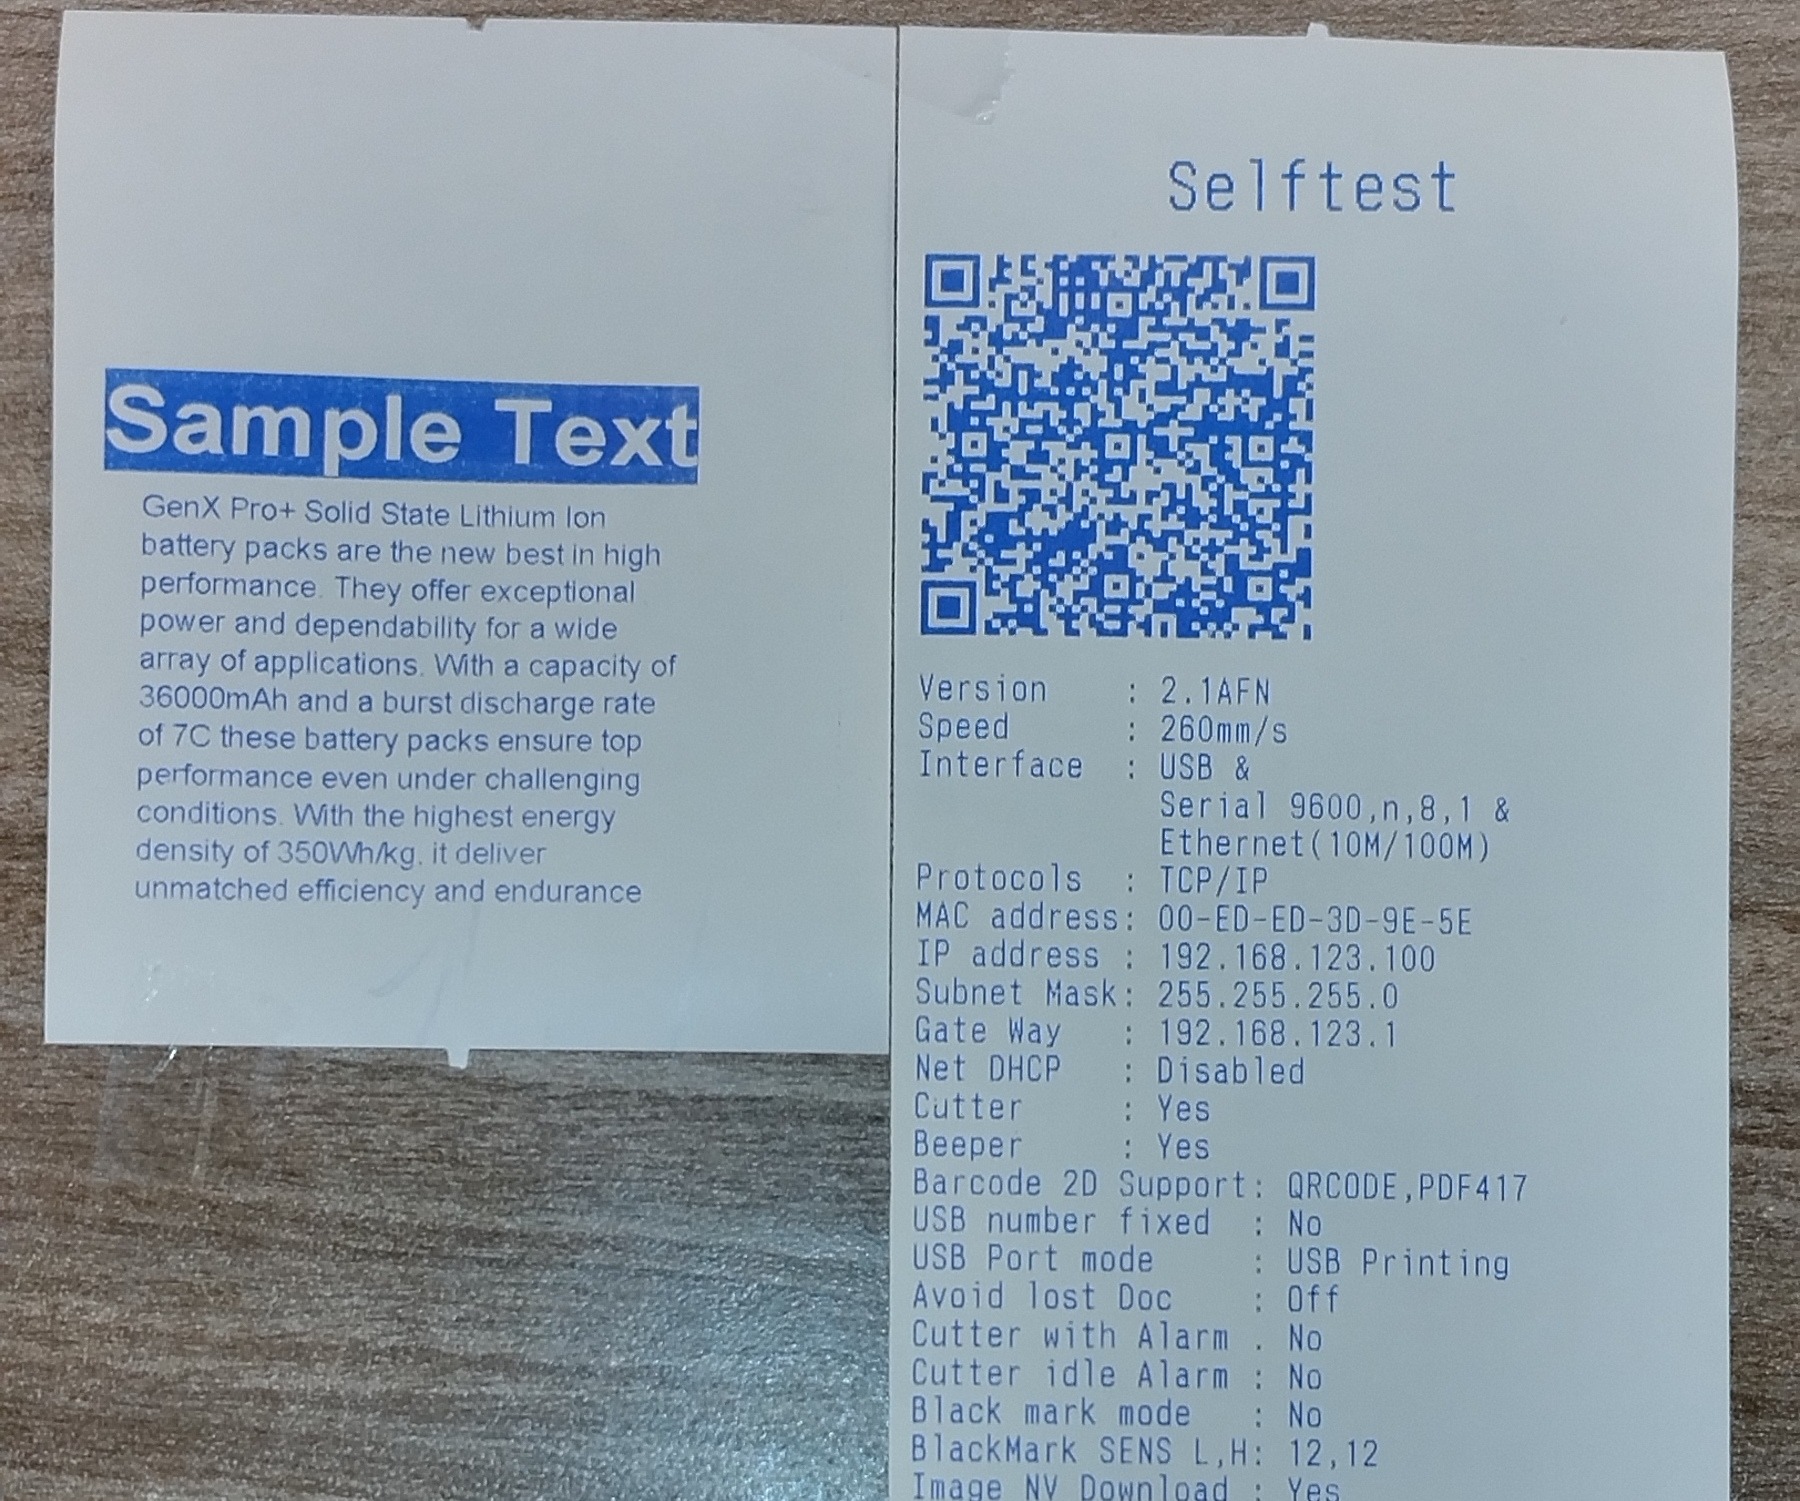 Sample Text
GenX Pro+ Solid State Lithium Ion
battery packs are the new best in high
performance. They offer exceptional
power and dependability for a wide
array of applications. With a capacity of
36000mAh and a burst discharge rate
of 7C these battery packs ensure top
performance even under challenging
conditions. With the highest energy
density of 350Wh/kg, it deliver
unmatched efficiency and endurance
Selftest
Version : 2.1AFN
Speed : 260mm/s
Interface : USB &
Serial 9600,n,8,1 &
Ethernet(10M/100M)
Protocols : TCP/IP
MAC address: 00-ED-ED-3D-9E-5E
IP address : 192.168.123.100
Subnet Mask: 255.255.255.0
Gate Way : 192.168.123.1
Net DHCP : Disabled
Cutter : Yes
Beeper : Yes
Barcode 2D Support: QRCODE,PDF417
USB number fixed : No
USB Port mode : USB Printing
Avoid lost Doc : Off
Cutter with Alarm : No
Cutter idle Alarm : No
Black mark mode : No
BlackMark SENS L,H: 12,12
Image NV Download : Yes